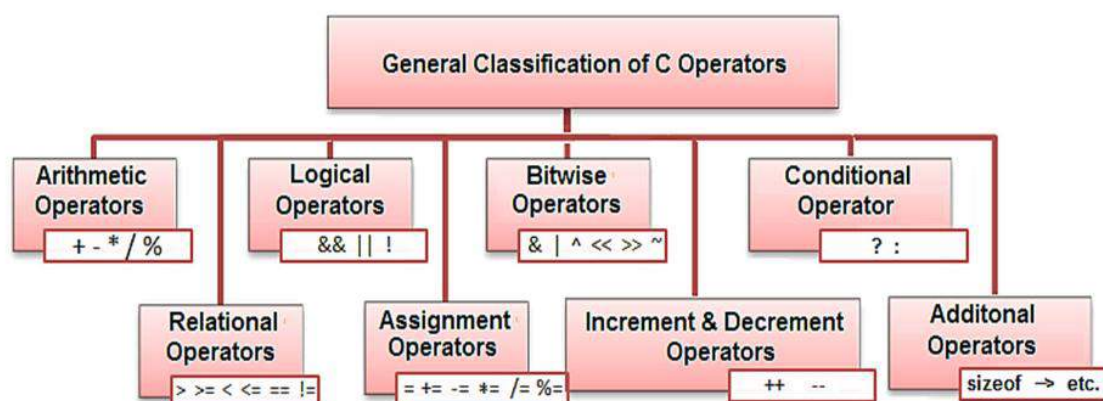 General Classification of C Operators
Arithmetic
Operators
+ - * / %
Logical
Operators
&& || !
Bitwise
Operators
& | ^ << >> ~
Conditional
Operator
? :
Relational
Operators
> >= < <= == !=
Assignment
Operators
= += -= *= /= %=
Increment & Decrement
Operators
++ --
Additonal
Operators
sizeof -> etc.